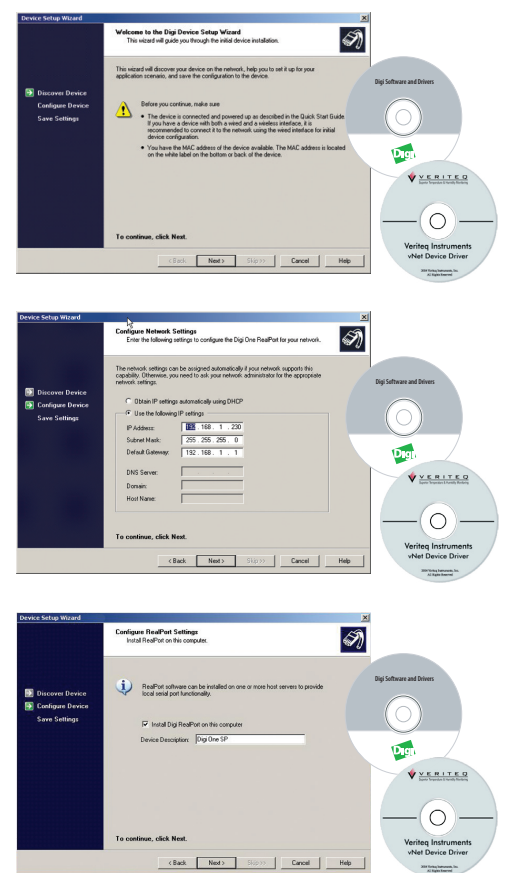 Device Setup Wizard
Welcome to the Digi Device Setup Wizard
This wizard will guide you through the initial device installation.
This wizard will discover your device on the network, help you to set it up for your
application scenario, and save the configuration to the device.
Discover Device
Configure Device
Save Settings
Before you continue, make sure
• The device is connected and powered up as described in the Quick Start Guide.
If you have a device with both a wired and a wireless interface, it is
recommended to connect it to the network using the wired interface for initial
device configuration.
• You have the MAC address of the device available. The MAC address is located
on the white label on the bottom or back of the device.
To continue, click Next.
< Back
Next >
Skip >>
Cancel
Help
Digi Software and Drivers
Digi
VERITEQ
Veriteq Instruments
vNet Device Driver
All Rights Reserved
Device Setup Wizard
Configure Network Settings
Enter the following settings to configure the Digi One RealPort for your network.
The network settings can be assigned automatically if your network supports this
capability. Otherwise, you need to ask your network administrator for the appropriate
network settings.
Discover Device
Configure Device
Save Settings
Obtain IP settings automatically using DHCP
Use the following IP settings
IP Address: 192 . 168 . 1 . 230
Subnet Mask: 255 . 255 . 255 . 0
Default Gateway: 192 . 168 . 1 . 1
DNS Server:
Domain:
Host Name:
To continue, click Next.
< Back
Next >
Skip >>
Cancel
Help
Digi Software and Drivers
Digi
VERITEQ
Veriteq Instruments
vNet Device Driver
All Rights Reserved
Device Setup Wizard
Configure RealPort Settings
Install RealPort on this computer.
RealPort software can be installed on one or more host servers to provide
local serial port functionality.
Discover Device
Configure Device
Save Settings
Install Digi RealPort on this computer
Device Description: Digi One SP
To continue, click Next.
< Back
Next >
Skip >>
Cancel
Help
Digi Software and Drivers
Digi
VERITEQ
Veriteq Instruments
vNet Device Driver
All Rights Reserved